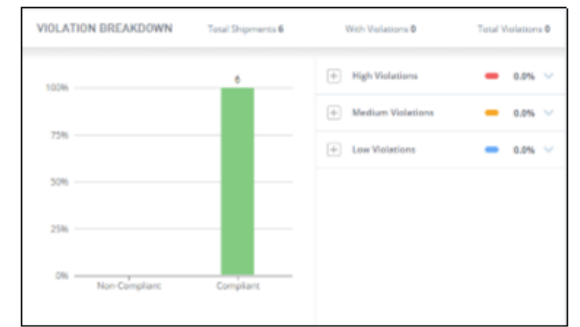 VIOLATION BREAKDOWN Total Shipments 6 With Violations 0 Total Violations 0
6
100%
75%
50%
25%
0%
Non-Compliant Compliant
High Violations 0.0%
Medium Violations 0.0%
Low Violations 0.0%